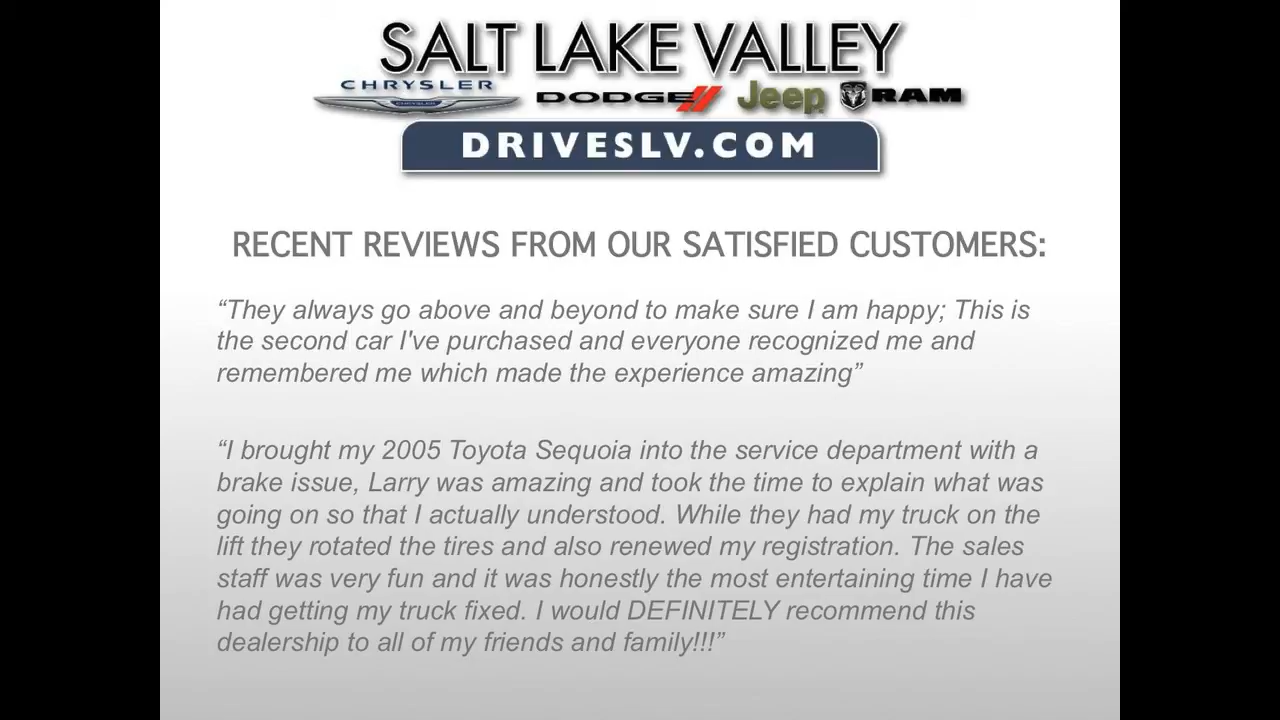 SALT LAKE VALLEY
CHRYSLER DODGE Jeep RAM
CHRYSLER
DRIVESLV.COM
RECENT REVIEWS FROM OUR SATISFIED CUSTOMERS:
“They always go above and beyond to make sure I am happy; This is
the second car I've purchased and everyone recognized me and
remembered me which made the experience amazing”
“I brought my 2005 Toyota Sequoia into the service department with a
brake issue, Larry was amazing and took the time to explain what was
going on so that I actually understood. While they had my truck on the
lift they rotated the tires and also renewed my registration. The sales
staff was very fun and it was honestly the most entertaining time I have
had getting my truck fixed. I would DEFINITELY recommend this
dealership to all of my friends and family!!!”